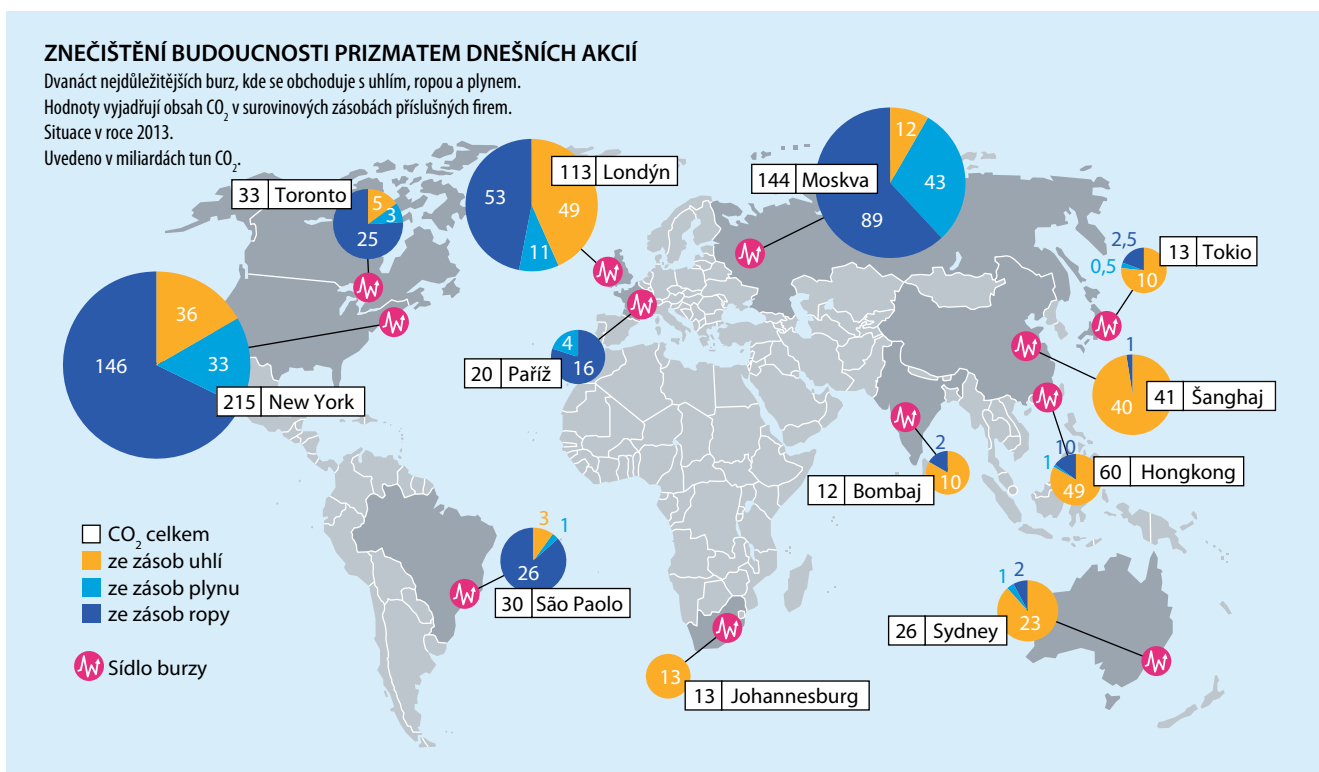 ZNEČIŠTĚNÍ BUDOUCNOSTI PRIZMATEM DNEŠNÍCH AKCIÍ
Dvanáct nejdůležitějších burz, kde se obchoduje s uhlím, ropou a plynem.
Hodnoty vyjadřují obsah CO₂ v surovinových zásobách příslušných firem.
Situace v roce 2013.
Uvedeno v miliardách tun CO₂.
33 Toronto
5
3
25
113 Londýn
53
49
11
144 Moskva
12
43
89
13 Tokio
2,5
0,5
10
215 New York
36
33
146
20 Paříž
4
16
41 Šanghaj
1
40
12 Bombaj
2
10
60 Hongkong
10
1
49
30 São Paolo
3
1
26
26 Sydney
1
2
23
13
13 Johannesburg
CO₂ celkem
ze zásob uhlí
ze zásob plynu
ze zásob ropy
Sídlo burzy